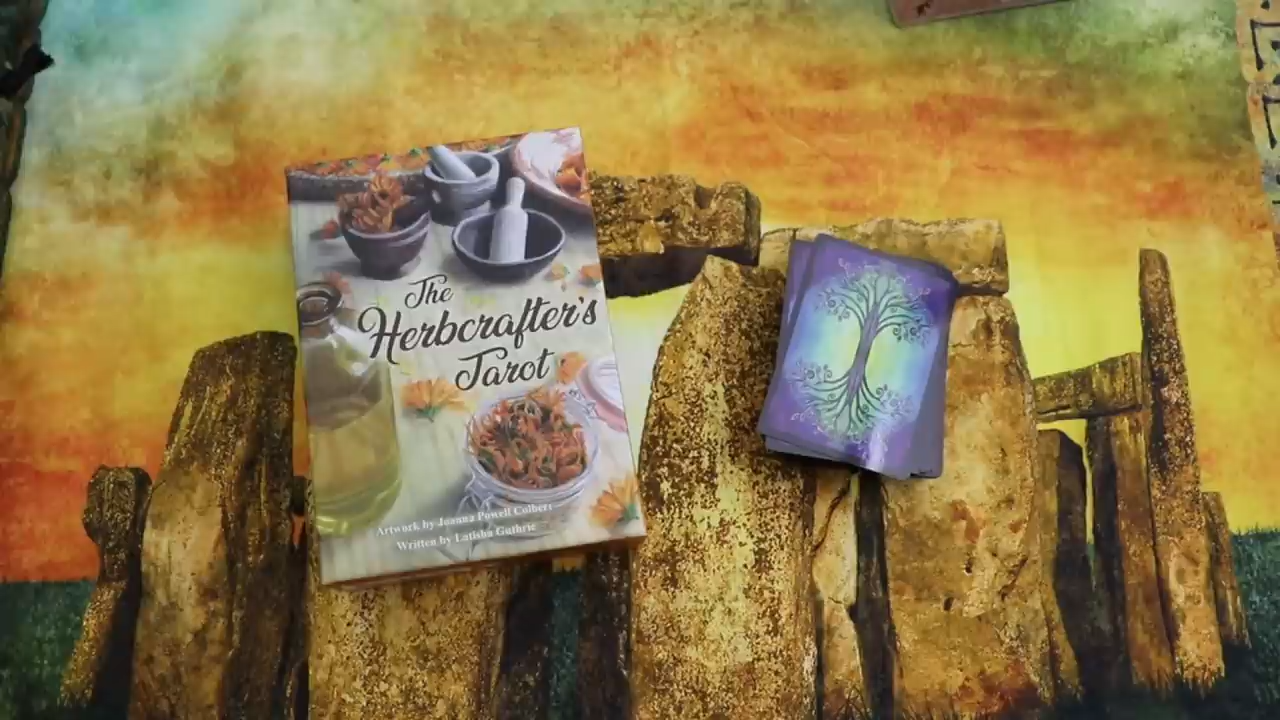 The
Herbcrafter's
Tarot
Artwork by Joanna Powell Colbert
Written by Latisha Guthrie